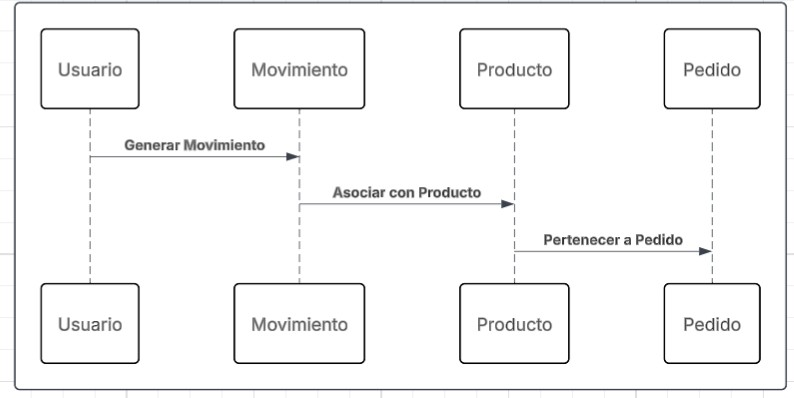 Usuario
Movimiento
Producto
Pedido
Generar Movimiento
Asociar con Producto
Pertenecer a Pedido
Usuario
Movimiento
Producto
Pedido